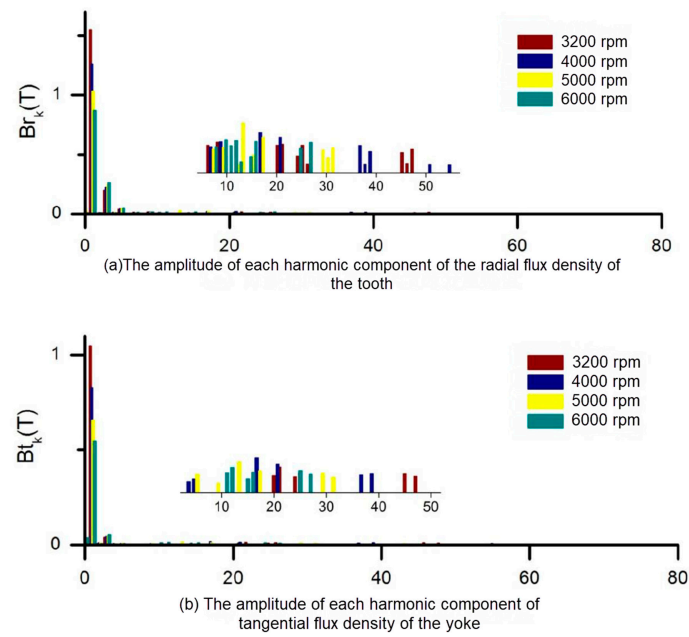 3200 rpm
4000 rpm
5000 rpm
6000 rpm
Brk(T)
1
0
10 20 30 40 50
0 20 40 60 80
(a)The amplitude of each harmonic component of the radial flux density of
the tooth
3200 rpm
4000 rpm
5000 rpm
6000 rpm
Btk(T)
1
0
10 20 30 40 50
0 20 40 60 80
(b) The amplitude of each harmonic component of
tangential flux density of the yoke